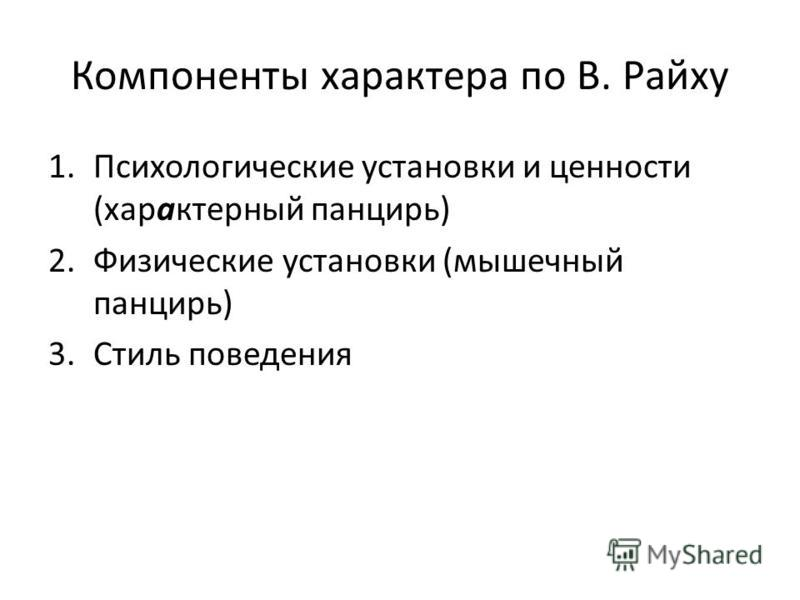 Компоненты характера по В. Райху
1. Психологические установки и ценности
(характерный панцирь)
2. Физические установки (мышечный
панцирь)
3. Стиль поведения
MyShared